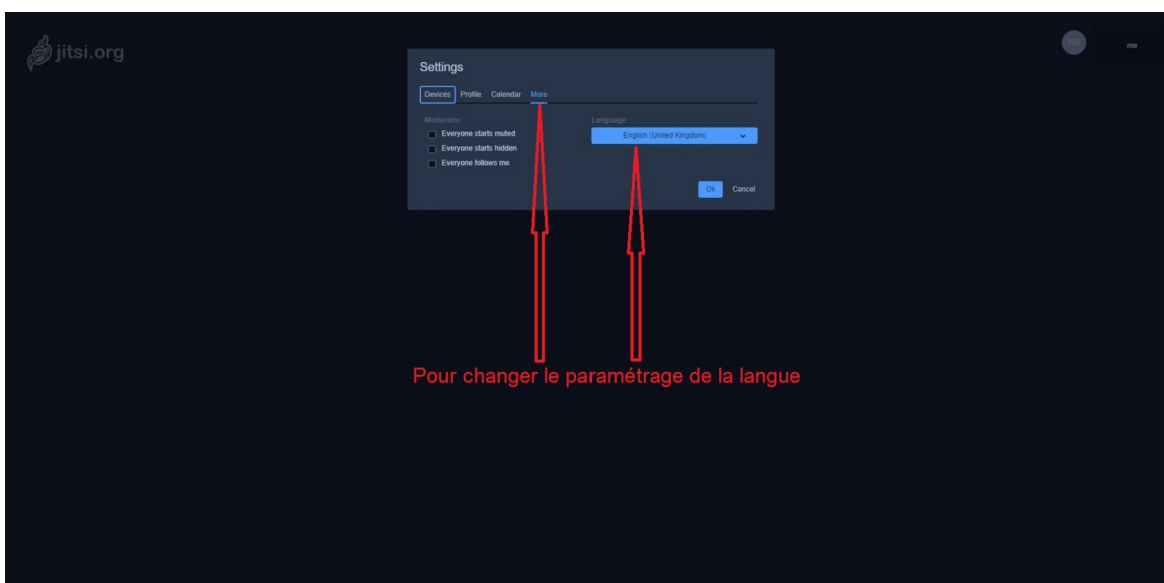 jitsi.org
me
Settings
Devices Profile Calendar More
Moderator Language
Everyone starts muted English (United Kingdom)
Everyone starts hidden
Everyone follows me
Ok Cancel
Pour changer le paramétrage de la langue